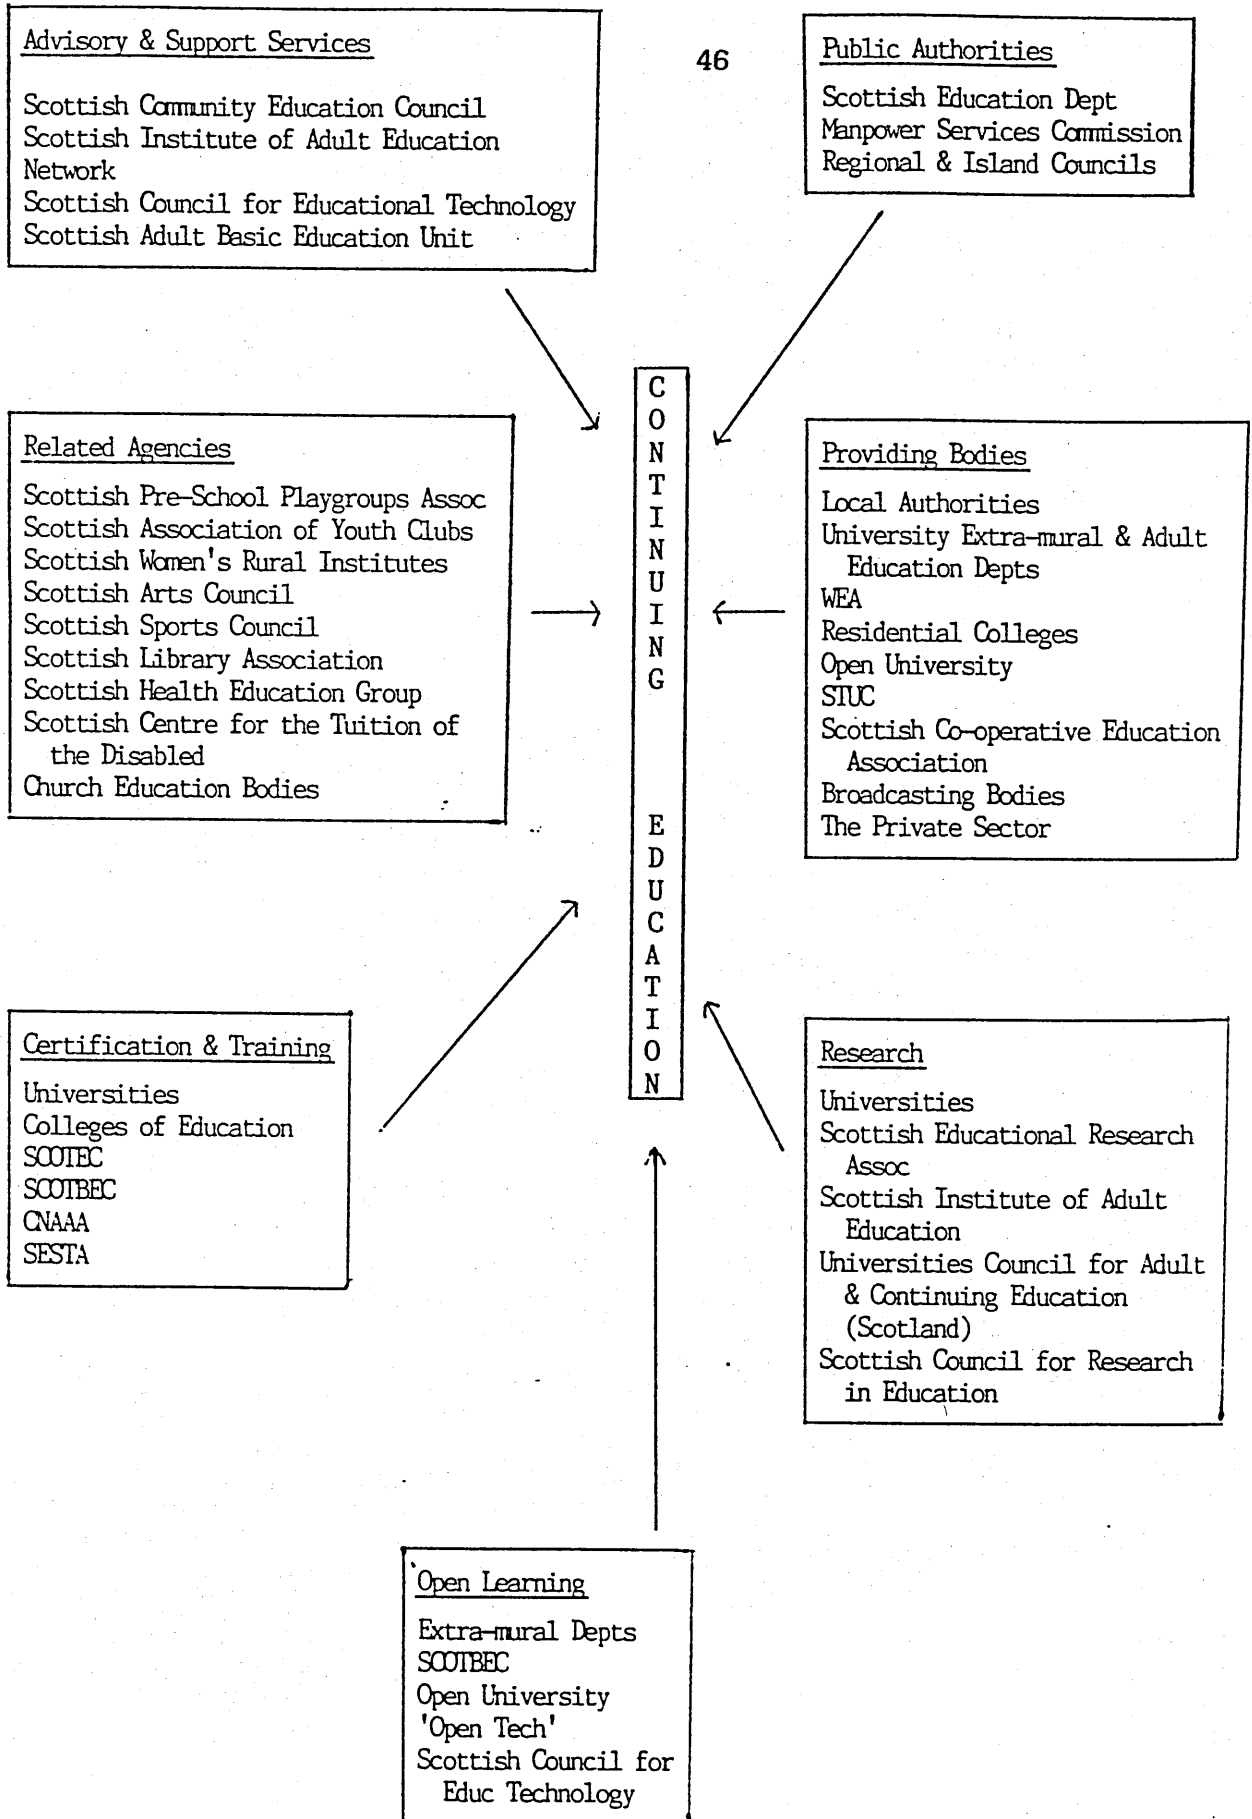 46
Advisory & Support Services
Scottish Community Education Council
Scottish Institute of Adult Education
Network
Scottish Council for Educational Technology
Scottish Adult Basic Education Unit
Public Authorities
Scottish Education Dept
Manpower Services Commission
Regional & Island Councils
CONTINUING EDUCATION
Related Agencies
Scottish Pre-School Playgroups Assoc
Scottish Association of Youth Clubs
Scottish Women's Rural Institutes
Scottish Arts Council
Scottish Sports Council
Scottish Library Association
Scottish Health Education Group
Scottish Centre for the Tuition of
the Disabled
Church Education Bodies
Providing Bodies
Local Authorities
University Extra-mural & Adult
Education Depts
WEA
Residential Colleges
Open University
STUC
Scottish Co-operative Education
Association
Broadcasting Bodies
The Private Sector
Certification & Training
Universities
Colleges of Education
SCOTEC
SCOTBEC
CNAAA
SESTA
Research
Universities
Scottish Educational Research
Assoc
Scottish Institute of Adult
Education
Universities Council for Adult
& Continuing Education
(Scotland)
Scottish Council for Research
in Education
Open Learning
Extra-mural Depts
SCOTBEC
Open University
'Open Tech'
Scottish Council for
Educ Technology